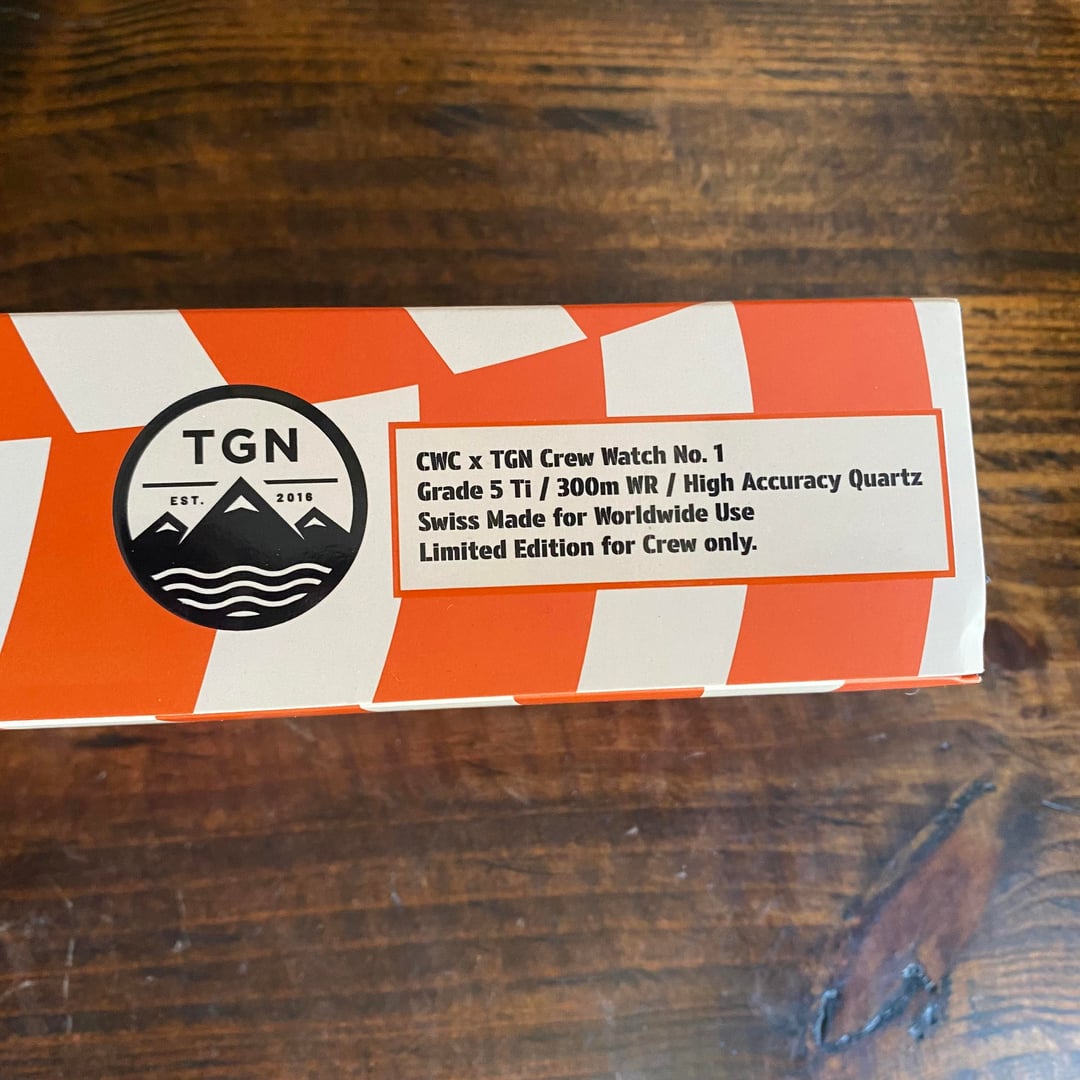 TGN
EST. 2016
CWC x TGN Crew Watch No. 1
Grade 5 Ti / 300m WR / High Accuracy Quartz
Swiss Made for Worldwide Use
Limited Edition for Crew only.